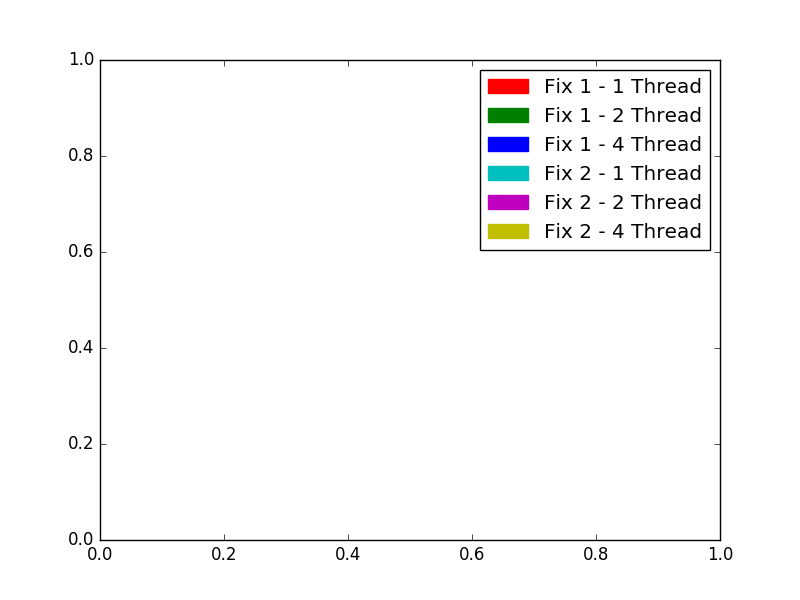 1.0
0.8
0.6
0.4
0.2
0.0
Fix 1 - 1 Thread
Fix 1 - 2 Thread
Fix 1 - 4 Thread
Fix 2 - 1 Thread
Fix 2 - 2 Thread
Fix 2 - 4 Thread
0.0 0.2 0.4 0.6 0.8 1.0